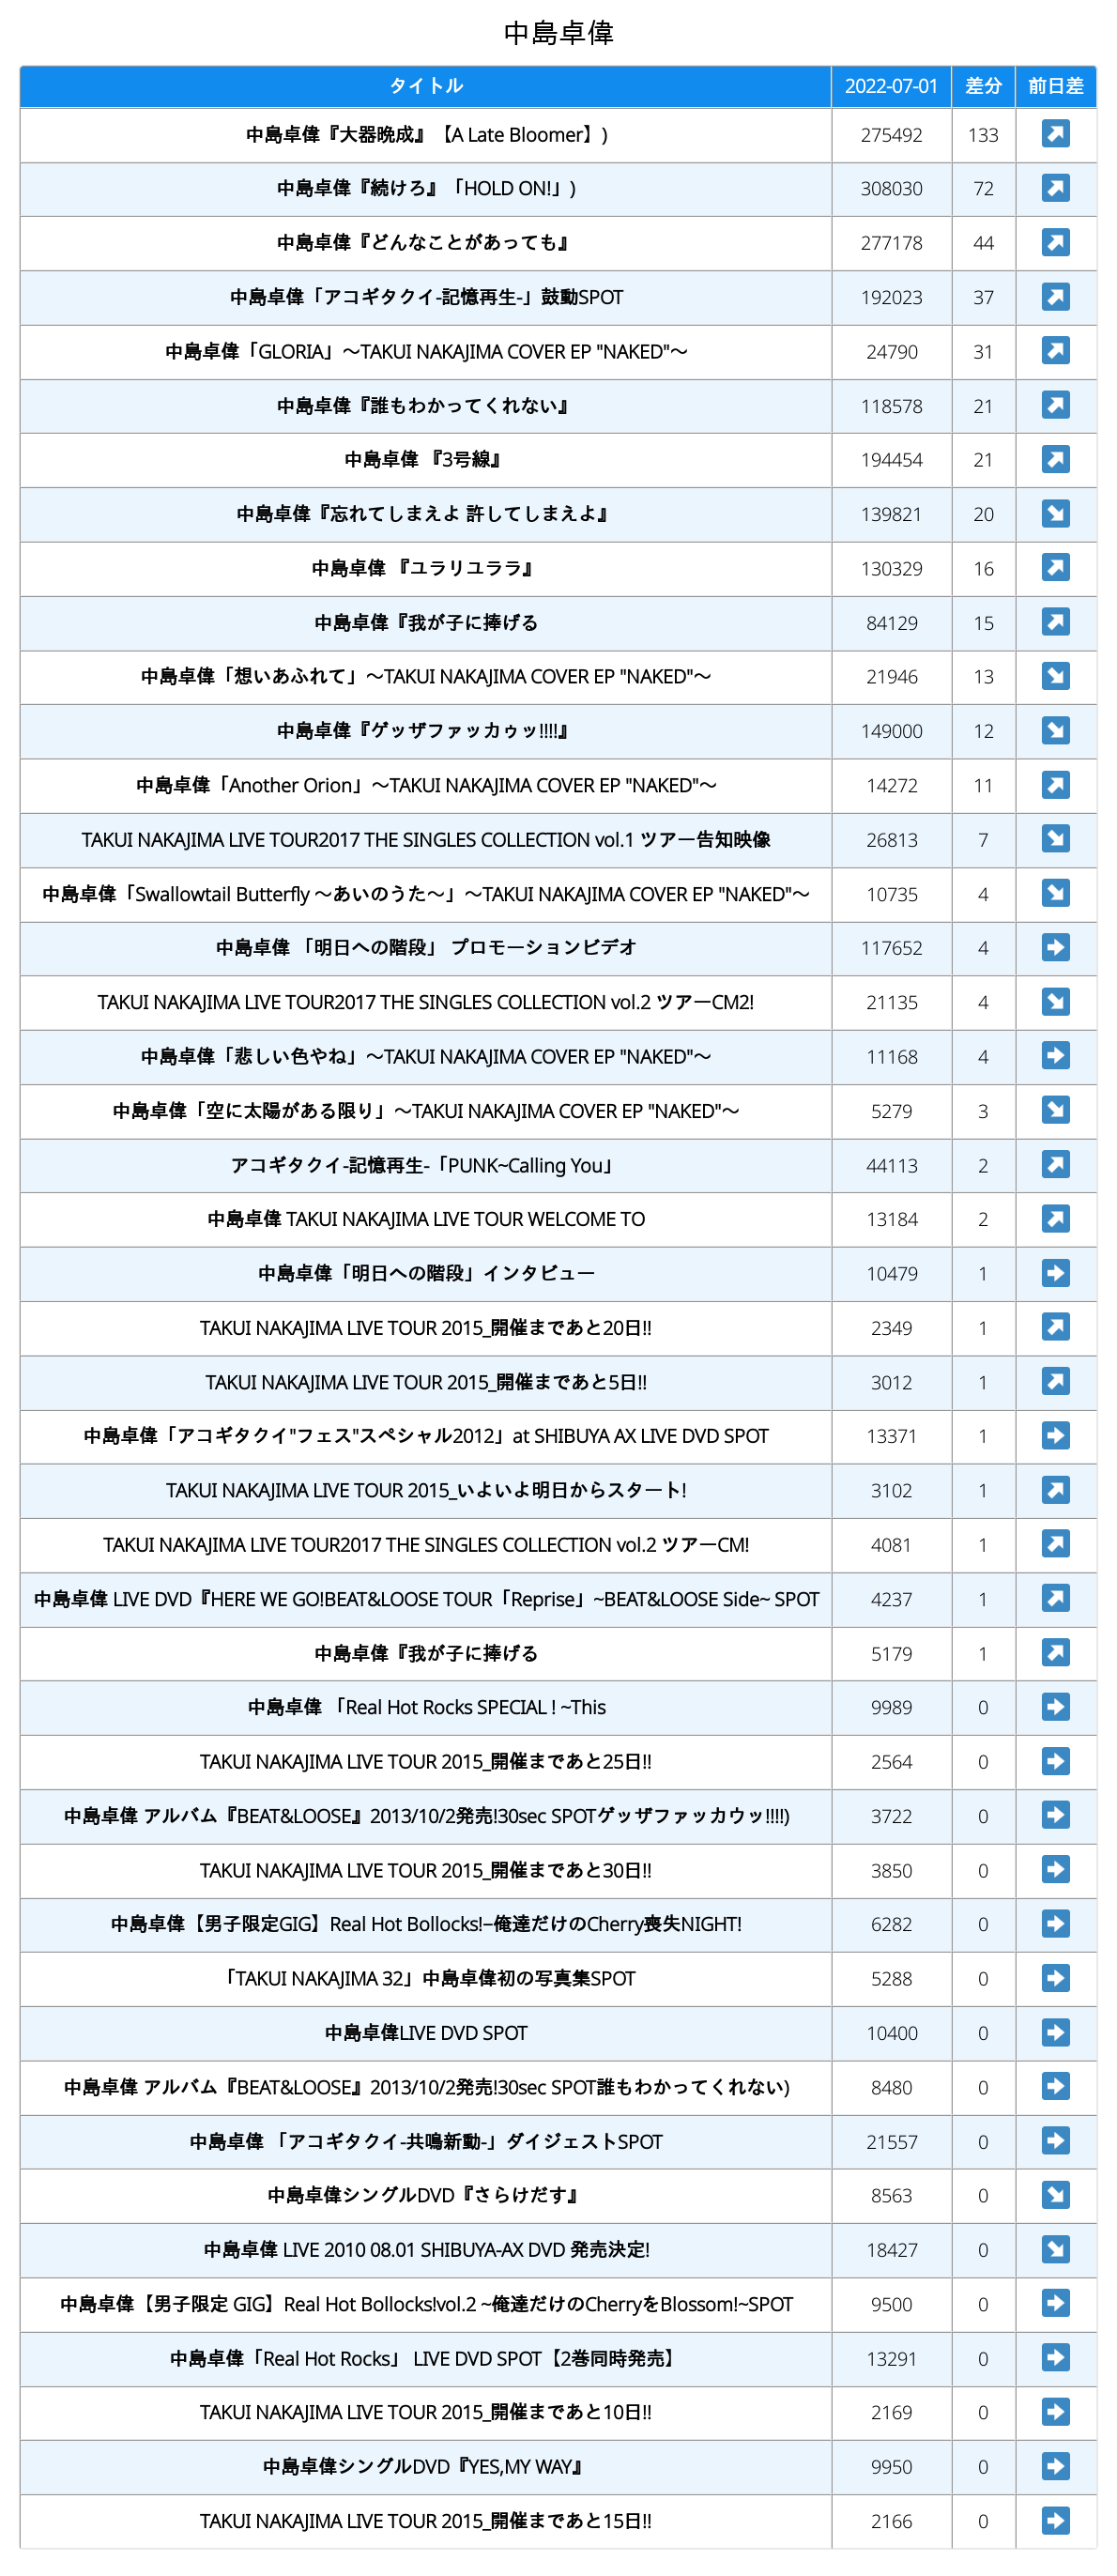 中島卓偉
タイトル 2022-07-01 差分 前日差
中島卓偉『大器晩成』【A Late Bloomer】) 275492 133
中島卓偉『続けろ』「HOLD ON!」) 308030 72
中島卓偉『どんなことがあっても』 277178 44
中島卓偉「アコギタクイ-記憶再生-」鼓動SPOT 192023 37
中島卓偉「GLORIA」〜TAKUI NAKAJIMA COVER EP "NAKED"〜 24790 31
中島卓偉『誰もわかってくれない』 118578 21
中島卓偉 『3号線』 194454 21
中島卓偉『忘れてしまえよ 許してしまえよ』 139821 20
中島卓偉 『ユラリユララ』 130329 16
中島卓偉『我が子に捧げる 84129 15
中島卓偉「想いあふれて」〜TAKUI NAKAJIMA COVER EP "NAKED"〜 21946 13
中島卓偉『ゲッザファッカゥッ!!!!』 149000 12
中島卓偉「Another Orion」〜TAKUI NAKAJIMA COVER EP "NAKED"〜 14272 11
TAKUI NAKAJIMA LIVE TOUR2017 THE SINGLES COLLECTION vol.1 ツアー告知映像 26813 7
中島卓偉「Swallowtail Butterfly 〜あいのうた〜」〜TAKUI NAKAJIMA COVER EP "NAKED"〜 10735 4
中島卓偉 「明日への階段」 プロモーションビデオ 117652 4
TAKUI NAKAJIMA LIVE TOUR2017 THE SINGLES COLLECTION vol.2 ツアーCM2! 21135 4
中島卓偉「悲しい色やね」〜TAKUI NAKAJIMA COVER EP "NAKED"〜 11168 4
中島卓偉「空に太陽がある限り」〜TAKUI NAKAJIMA COVER EP "NAKED"〜 5279 3
アコギタクイ-記憶再生-「PUNK~Calling You」 44113 2
中島卓偉 TAKUI NAKAJIMA LIVE TOUR WELCOME TO 13184 2
中島卓偉「明日への階段」インタビュー 10479 1
TAKUI NAKAJIMA LIVE TOUR 2015_開催まであと20日!! 2349 1
TAKUI NAKAJIMA LIVE TOUR 2015_開催まであと5日!! 3012 1
中島卓偉「アコギタクイ"フェス"スペシャル2012」at SHIBUYA AX LIVE DVD SPOT 13371 1
TAKUI NAKAJIMA LIVE TOUR 2015_いよいよ明日からスタート! 3102 1
TAKUI NAKAJIMA LIVE TOUR2017 THE SINGLES COLLECTION vol.2 ツアーCM! 4081 1
中島卓偉 LIVE DVD『HERE WE GO!BEAT&LOOSE TOUR「Reprise」~BEAT&LOOSE Side~ SPOT 4237 1
中島卓偉『我が子に捧げる 5179 1
中島卓偉 「Real Hot Rocks SPECIAL ! ~This 9989 0
TAKUI NAKAJIMA LIVE TOUR 2015_開催まであと25日!! 2564 0
中島卓偉 アルバム『BEAT&LOOSE』2013/10/2発売!30sec SPOTゲッザファッカウッ!!!!) 3722 0
TAKUI NAKAJIMA LIVE TOUR 2015_開催まであと30日!! 3850 0
中島卓偉【男子限定GIG】Real Hot Bollocks!−俺達だけのCherry喪失NIGHT! 6282 0
「TAKUI NAKAJIMA 32」中島卓偉初の写真集SPOT 5288 0
中島卓偉LIVE DVD SPOT 10400 0
中島卓偉 アルバム『BEAT&LOOSE』2013/10/2発売!30sec SPOT誰もわかってくれない) 8480 0
中島卓偉 「アコギタクイ-共鳴新動-」ダイジェストSPOT 21557 0
中島卓偉シングルDVD『さらけだす』 8563 0
中島卓偉 LIVE 2010 08.01 SHIBUYA-AX DVD 発売決定! 18427 0
中島卓偉【男子限定 GIG】Real Hot Bollocks!vol.2 ~俺達だけのCherryをBlossom!~SPOT 9500 0
中島卓偉「Real Hot Rocks」 LIVE DVD SPOT【2巻同時発売】 13291 0
TAKUI NAKAJIMA LIVE TOUR 2015_開催まであと10日!! 2169 0
中島卓偉シングルDVD『YES,MY WAY』 9950 0
TAKUI NAKAJIMA LIVE TOUR 2015_開催まであと15日!! 2166 0